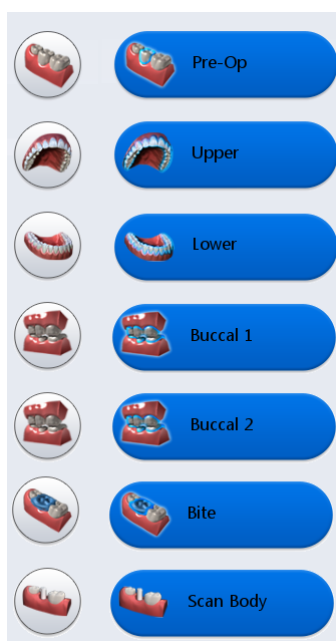 Pre-Op
Upper
Lower
Buccal 1
Buccal 2
Bite
Scan Body